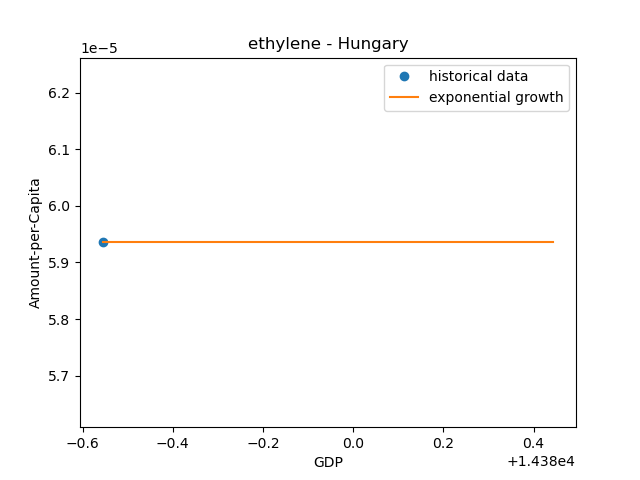 ethylene - Hungary
1e−5
historical data
exponential growth
6.2
6.1
6.0
5.9
5.8
5.7
Amount-per-Capita
−0.6 −0.4 −0.2 0.0 0.2 0.4
+1.438e4
GDP